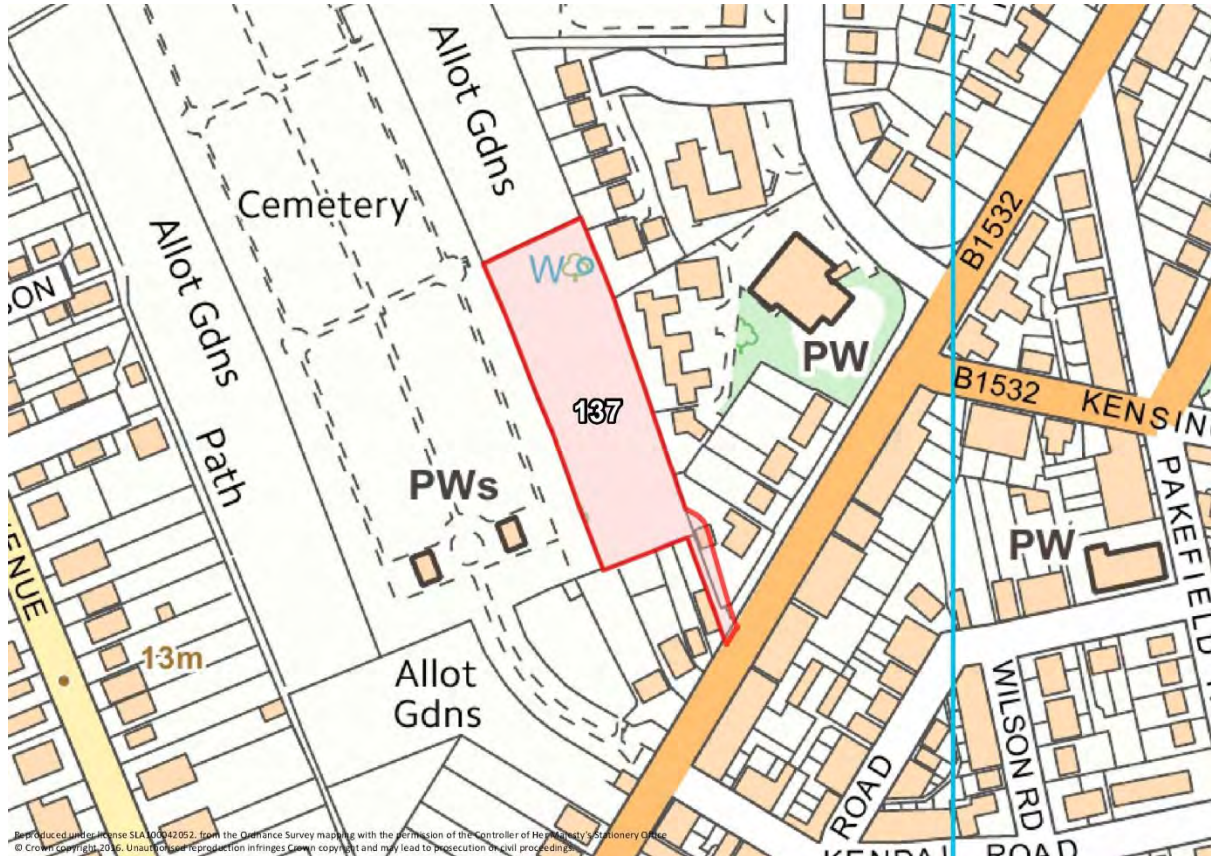 Allot Gdns
Cemetery
Allot Gdns
Path
W
137
PWs
PW
B1532
B1532
KENSIN
PAKEFIELD
PW
ENUE
13m
Allot
Gdns
WILSON RD
ROAD
ROAD
Reproduced under license SLA100042052. from the Ordnance Survey mapping with the permission of the Controller of Her Majesty's Stationery Office
© Crown copyright 2016. Unauthorised reproduction infringes Crown copyright and may lead to prosecution or civil proceedings.